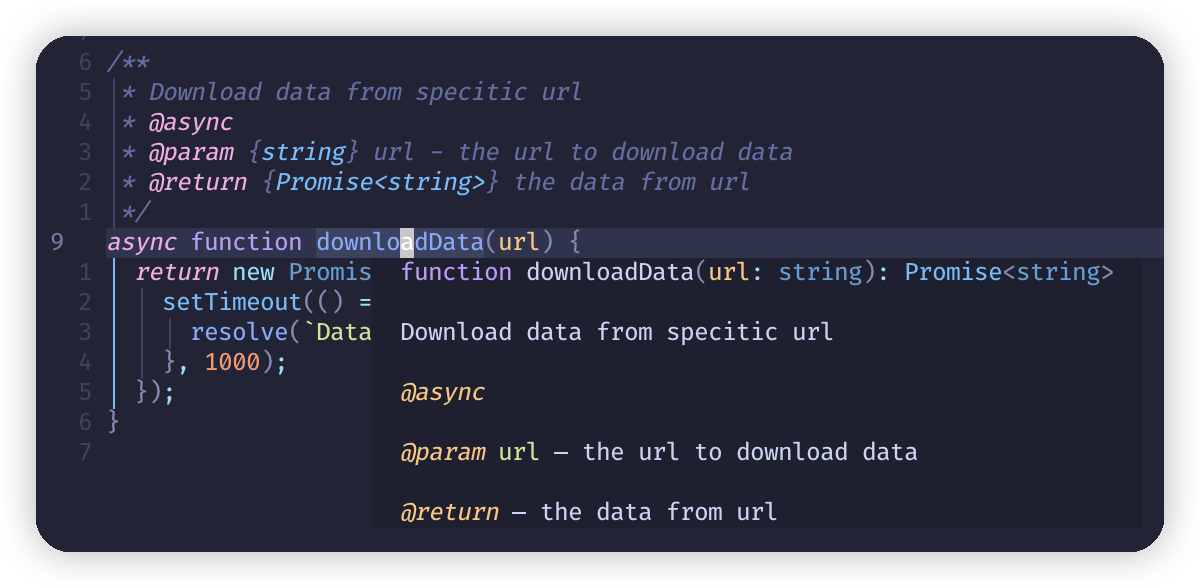 6 /**
5 * Download data from specitic url
4 * @async
3 * @param {string} url - the url to download data
2 * @return {Promise<string>} the data from url
1 */
9 async function downloadData(url) {
1 return new Promis
2 setTimeout(() =
3 resolve(`Data
4 }, 1000);
5 });
6 }
7
function downloadData(url: string): Promise<string>
Download data from specitic url
@async
@param url — the url to download data
@return — the data from url